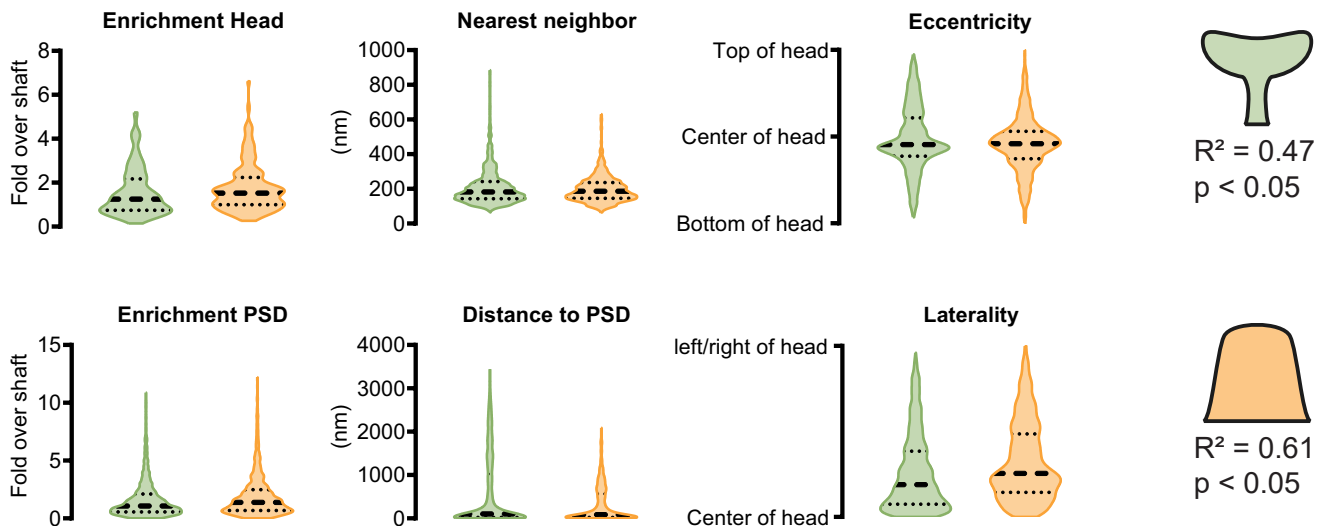 Enrichment Head
Nearest neighbor
Eccentricity
Fold over shaft
8
6
4
2
0
(nm)
1000
800
600
400
200
0
Top of head
Center of head
Bottom of head
R² = 0.47
p < 0.05
Enrichment PSD
Distance to PSD
Laterality
Fold over shaft
15
10
5
0
(nm)
4000
3000
2000
1000
0
left/right of head
Center of head
R² = 0.61
p < 0.05